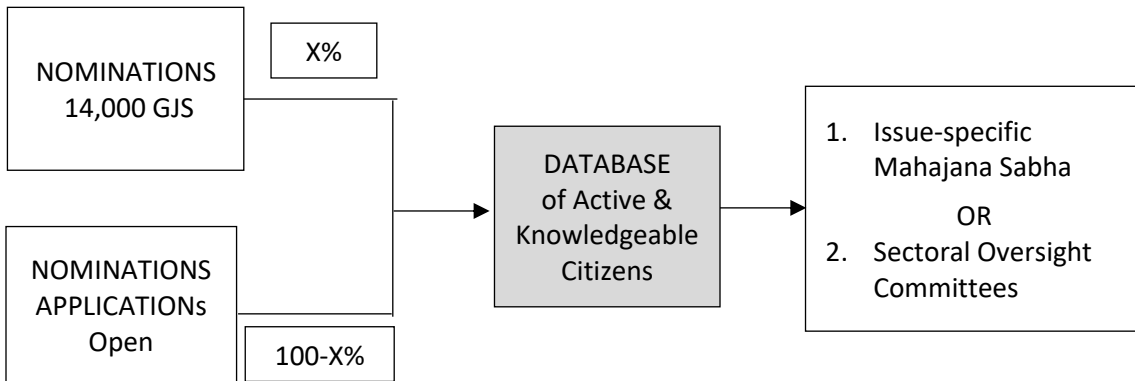 NOMINATIONS
14,000 GJS
X%
NOMINATIONS
APPLICATIONs
Open
100-X%
DATABASE
of Active &
Knowledgeable
Citizens
1. Issue-specific
Mahajana Sabha
OR
2. Sectoral Oversight
Committees